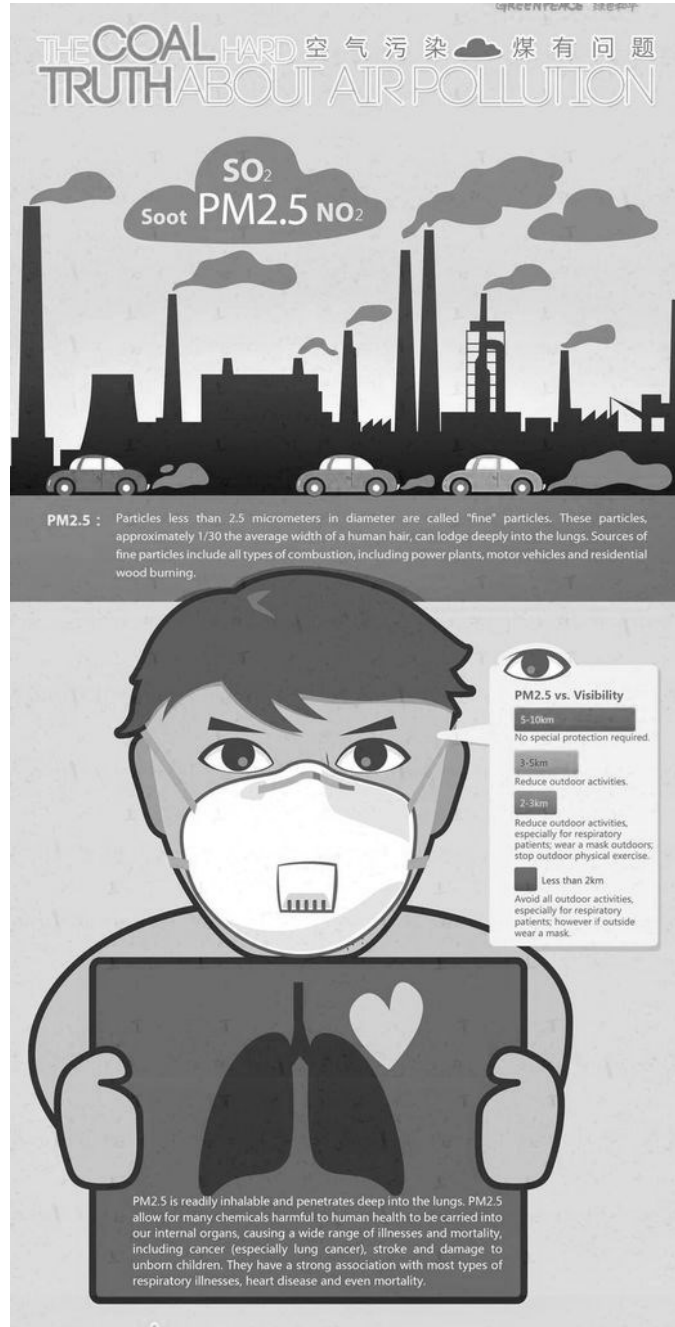 GREENPEACE 绿色和平
THE COAL HARD 空气污染 煤有问题
TRUTH ABOUT AIR POLLUTION
SO2
Soot PM2.5 NO2
PM2.5 : Particles less than 2.5 micrometers in diameter are called "fine" particles. These particles,
approximately 1/30 the average width of a human hair, can lodge deeply into the lungs. Sources of
fine particles include all types of combustion, including power plants, motor vehicles and residential
wood burning.
PM2.5 vs. Visibility
5-10km
No special protection required.
3-5km
Reduce outdoor activities.
2-3km
Reduce outdoor activities,
especially for respiratory
patients; wear a mask outdoors;
stop outdoor physical exercise.
Less than 2km
Avoid all outdoor activities,
especially for respiratory
patients; however if outside
wear a mask.
PM2.5 is readily inhalable and penetrates deep into the lungs. PM2.5
allow for many chemicals harmful to human health to be carried into
our internal organs, causing a wide range of illnesses and mortality,
including cancer (especially lung cancer), stroke and damage to
unborn children. They have a strong association with most types of
respiratory illnesses, heart disease and even mortality.